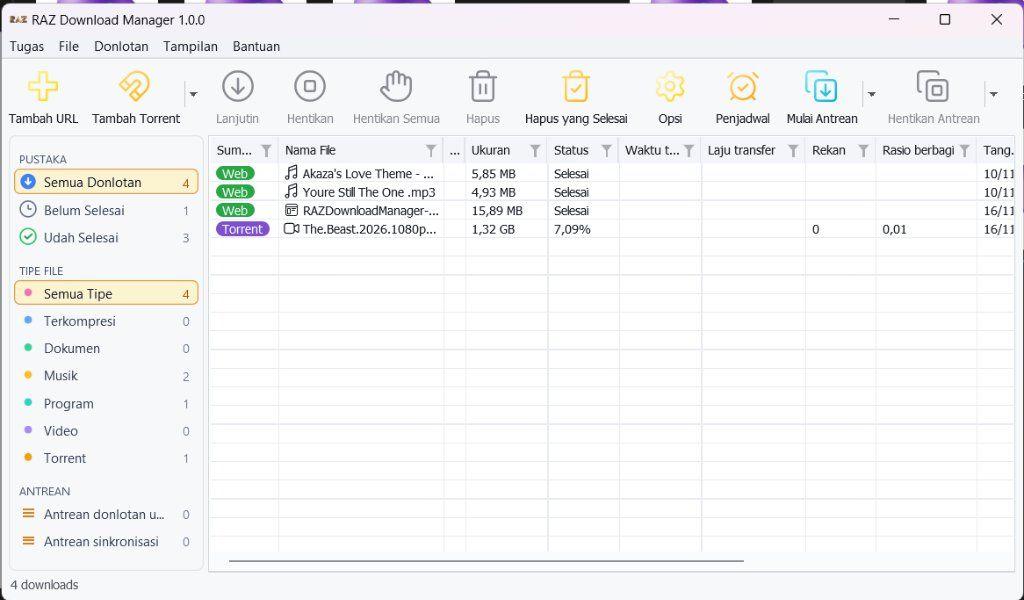 RAZ RAZ Download Manager 1.0.0
Tugas File Donlotan Tampilan Bantuan
Tambah URL Tambah Torrent Lanjutin Hentikan Hentikan Semua Hapus Hapus yang Selesai Opsi Penjadwal Mulai Antrean Hentikan Antrean
PUSTAKA
Semua Donlotan 4
Belum Selesai 1
Udah Selesai 3
TIPE FILE
Semua Tipe 4
Terkompresi 0
Dokumen 0
Musik 2
Program 1
Video 0
Torrent 1
ANTREAN
Antrean donlotan u... 0
Antrean sinkronisasi 0
Sum... Nama File ... Ukuran Status Waktu t... Laju transfer Rekan Rasio berbagi Tang.
Web Akaza's Love Theme - ... 5,85 MB Selesai 10/11
Web Youre Still The One .mp3 4,93 MB Selesai 10/11
Web RAZDownloadManager-... 15,89 MB Selesai 16/11
Torrent The.Beast.2026.1080p... 1,32 GB 7,09% 0 0,01 16/11
4 downloads